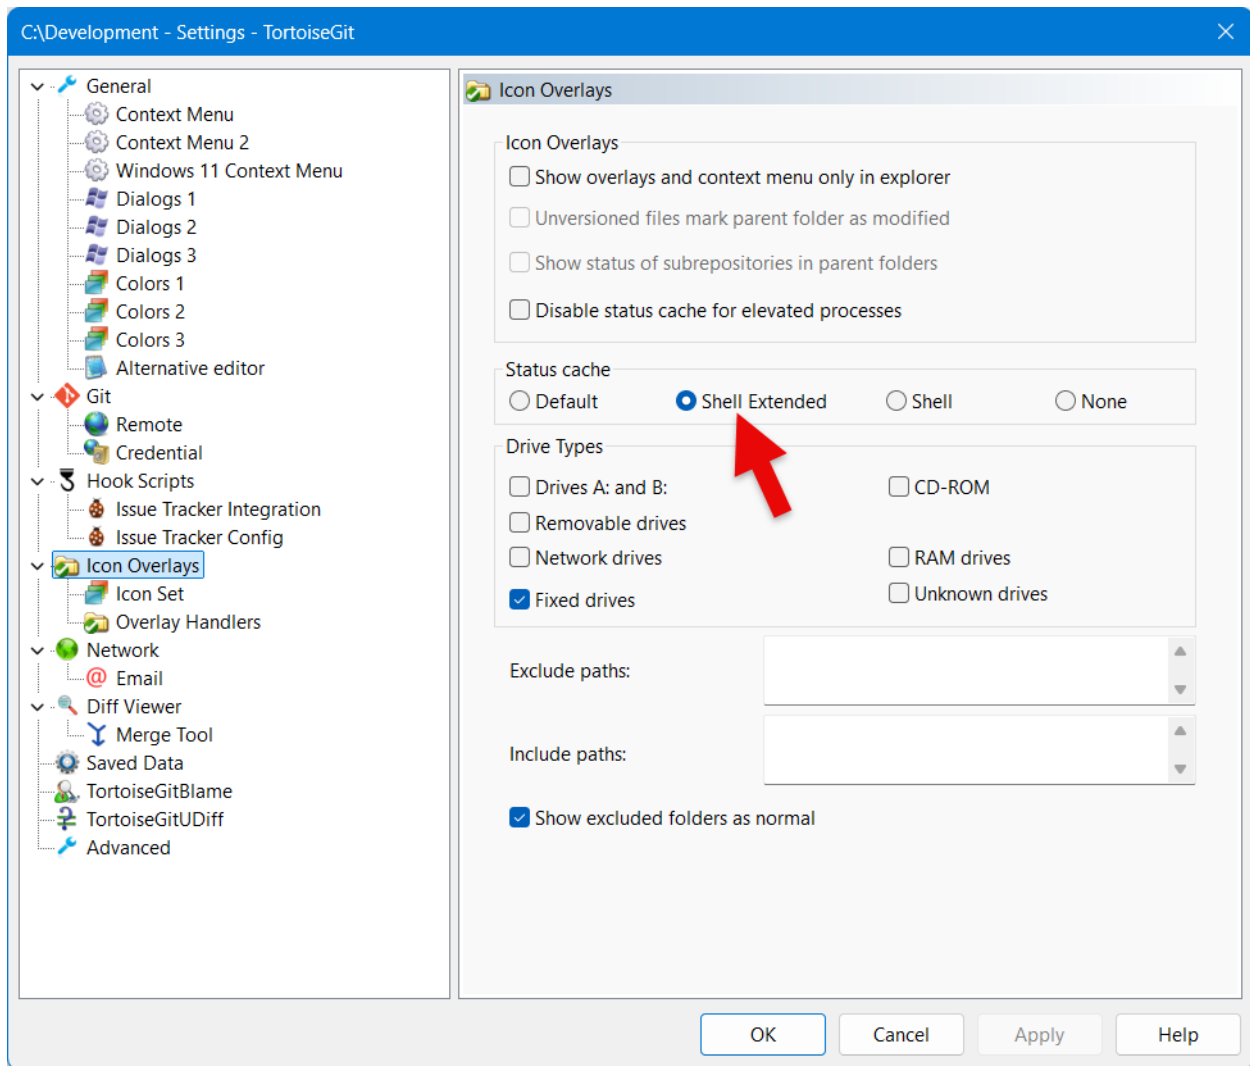 C:\Development - Settings - TortoiseGit
General
Context Menu
Context Menu 2
Windows 11 Context Menu
Dialogs 1
Dialogs 2
Dialogs 3
Colors 1
Colors 2
Colors 3
Alternative editor
Git
Remote
Credential
Hook Scripts
Issue Tracker Integration
Issue Tracker Config
Icon Overlays
Icon Set
Overlay Handlers
Network
Email
Diff Viewer
Merge Tool
Saved Data
TortoiseGitBlame
TortoiseGitUDiff
Advanced
Icon Overlays
Icon Overlays
Show overlays and context menu only in explorer
Unversioned files mark parent folder as modified
Show status of subrepositories in parent folders
Disable status cache for elevated processes
Status cache
Default Shell Extended Shell None
Drive Types
Drives A: and B: CD-ROM
Removable drives
Network drives RAM drives
Fixed drives Unknown drives
Exclude paths:
Include paths:
Show excluded folders as normal
OK Cancel Apply Help